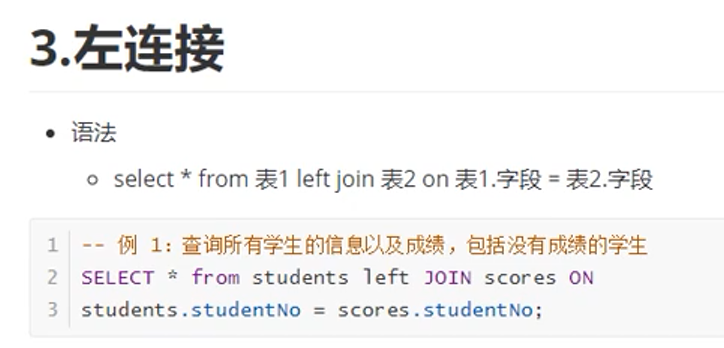 3.左连接
语法
select * from 表1 left join 表2 on 表1.字段 = 表2.字段
1 -- 例 1：查询所有学生的信息以及成绩，包括没有成绩的学生
2 SELECT * from students left JOIN scores ON
3 students.studentNo = scores.studentNo;